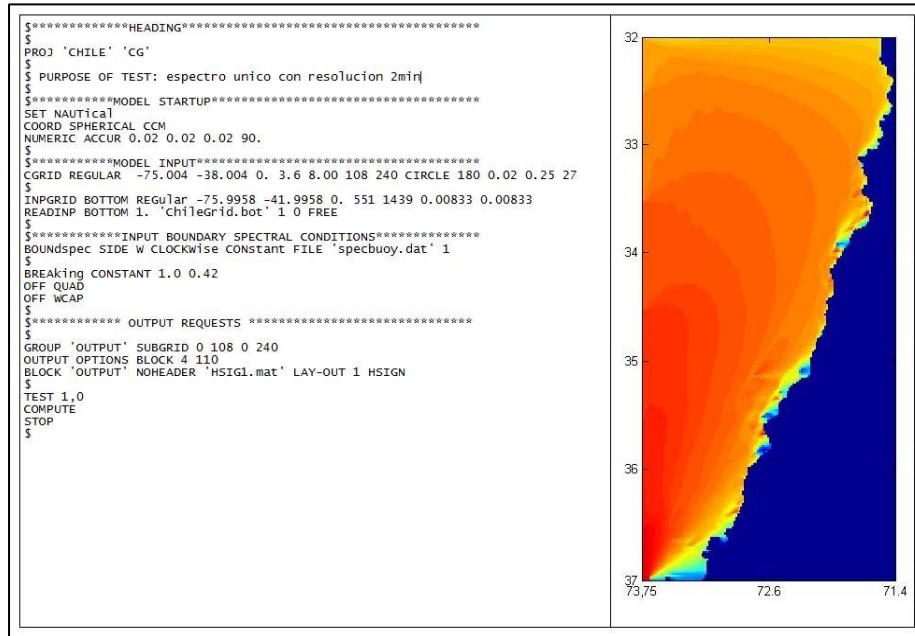 $*************HEADING***************************************
$
PROJ 'CHILE' 'CG'
$
$ PURPOSE OF TEST: espectro unico con resolucion 2min
$
$***********MODEL STARTUP***********************************
SET NAUTical
COORD SPHERICAL CCM
NUMERIC ACCUR 0.02 0.02 0.02 90.
$
$***********MODEL INPUT*************************************
CGRID REGULAR  -75.004 -38.004 0. 3.6 8.00 108 240 CIRCLE 180 0.02 0.25 27
$
INPGRID BOTTOM REGular -75.9958 -41.9958 0. 551 1439 0.00833 0.00833
READINP BOTTOM 1. 'ChileGrid.bot' 1 0 FREE
$
$************INPUT BOUNDARY SPECTRAL CONDITIONS**************
BOUndspec SIDE W CLOCKWise CONstant FILE 'specbuoy.dat' 1
$
BREAking CONSTANT 1.0 0.42
OFF QUAD
OFF WCAP
$
$************ OUTPUT REQUESTS ******************************
$
GROUP 'OUTPUT' SUBGRID 0 108 0 240
OUTPUT OPTIONS BLOCK 4 110
BLOCK 'OUTPUT' NOHEADER 'HSIG1.mat' LAY-OUT 1 HSIGN
$
TEST 1,0
COMPUTE
STOP
$
32
33
34
35
36
37
73,75 72.6 71.4